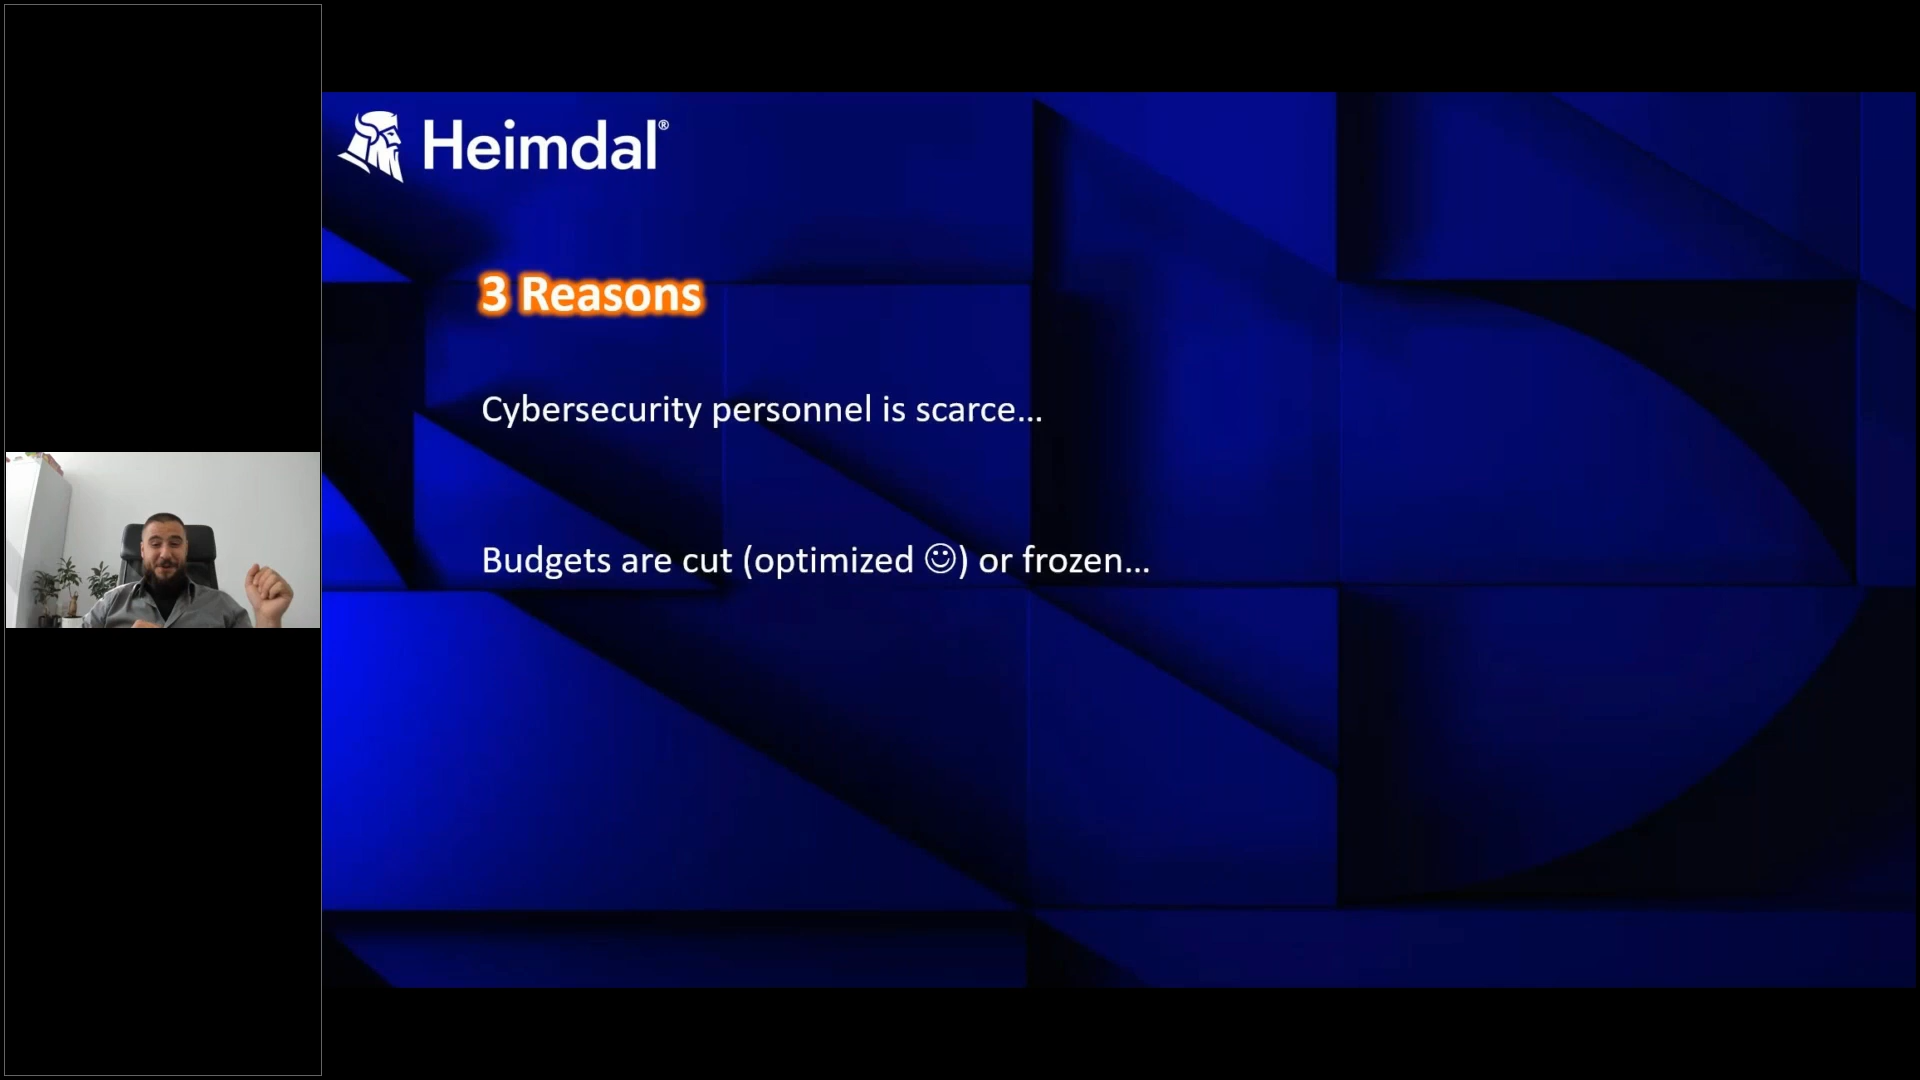 Heimdal®
3 Reasons
Cybersecurity personnel is scarce...
Budgets are cut (optimized ☺) or frozen...